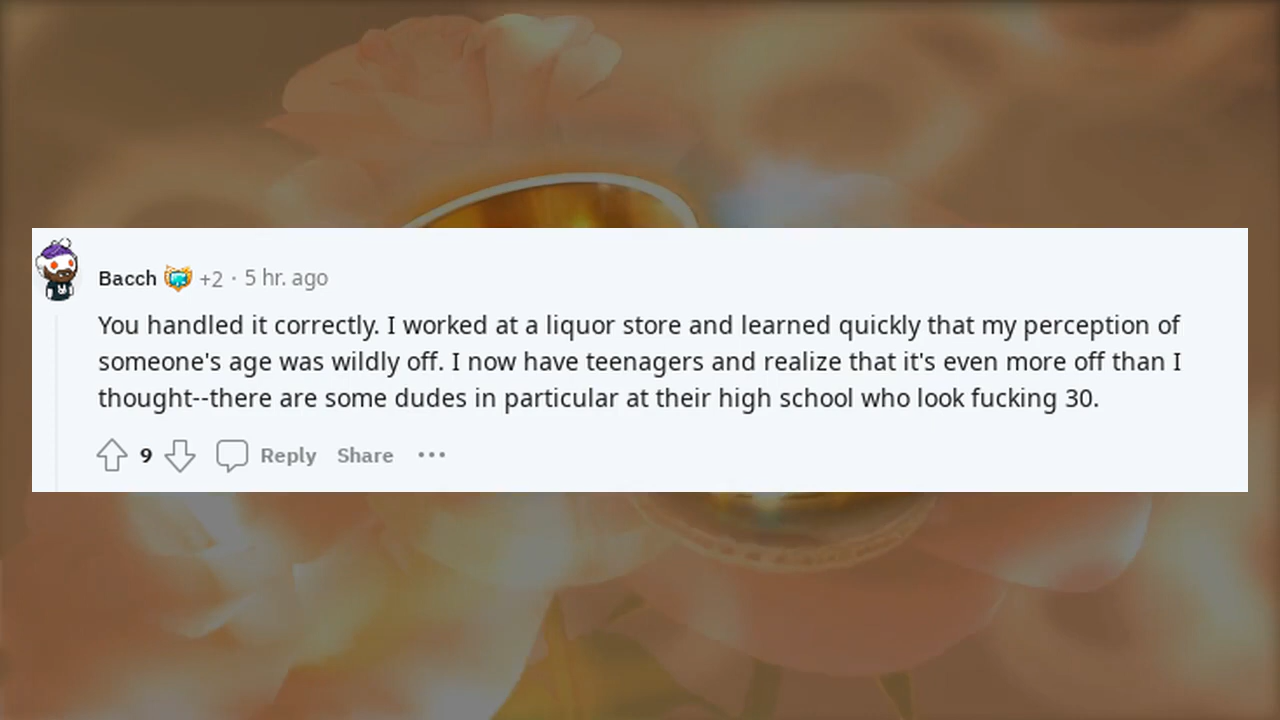 Bacch +2 · 5 hr. ago
You handled it correctly. I worked at a liquor store and learned quickly that my perception of
someone's age was wildly off. I now have teenagers and realize that it's even more off than I
thought--there are some dudes in particular at their high school who look fucking 30.
9 Reply Share ···